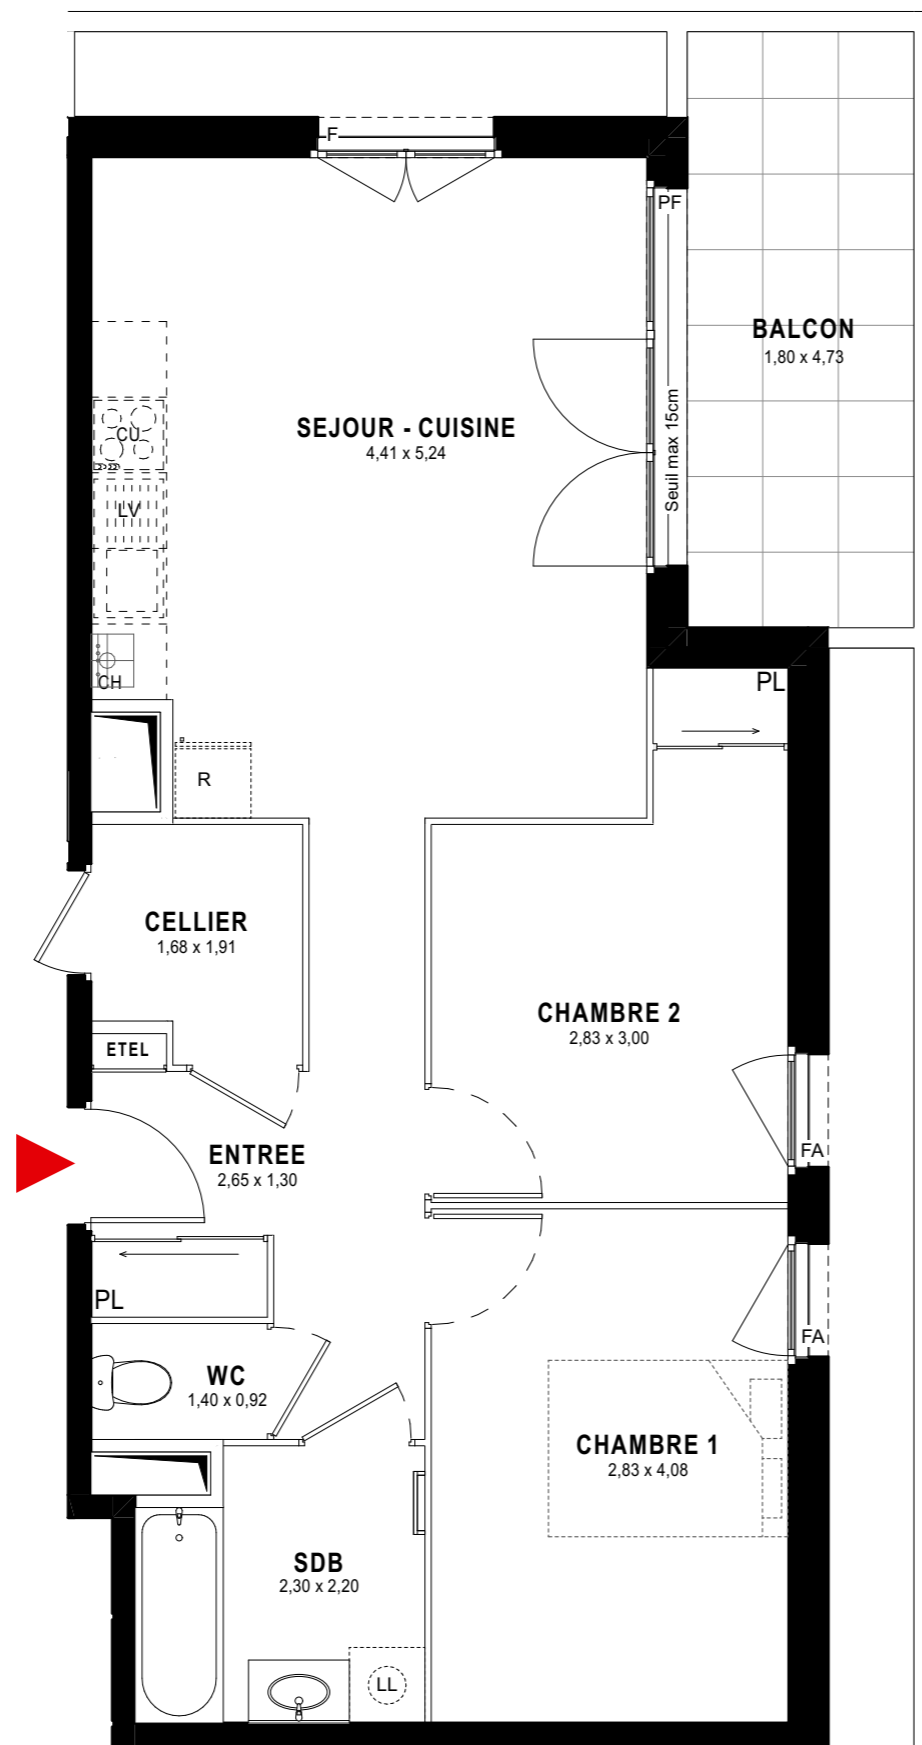 F
PF
BALCON
1,80 x 4,73
SEJOUR - CUISINE
4,41 x 5,24
CU
Seuil max 15cm
LV
CH
PL
R
CELLIER
1,68 x 1,91
CHAMBRE 2
2,83 x 3,00
ETEL
ENTREE
2,65 x 1,30
FA
PL
FA
WC
1,40 x 0,92
CHAMBRE 1
2,83 x 4,08
SDB
2,30 x 2,20
LL